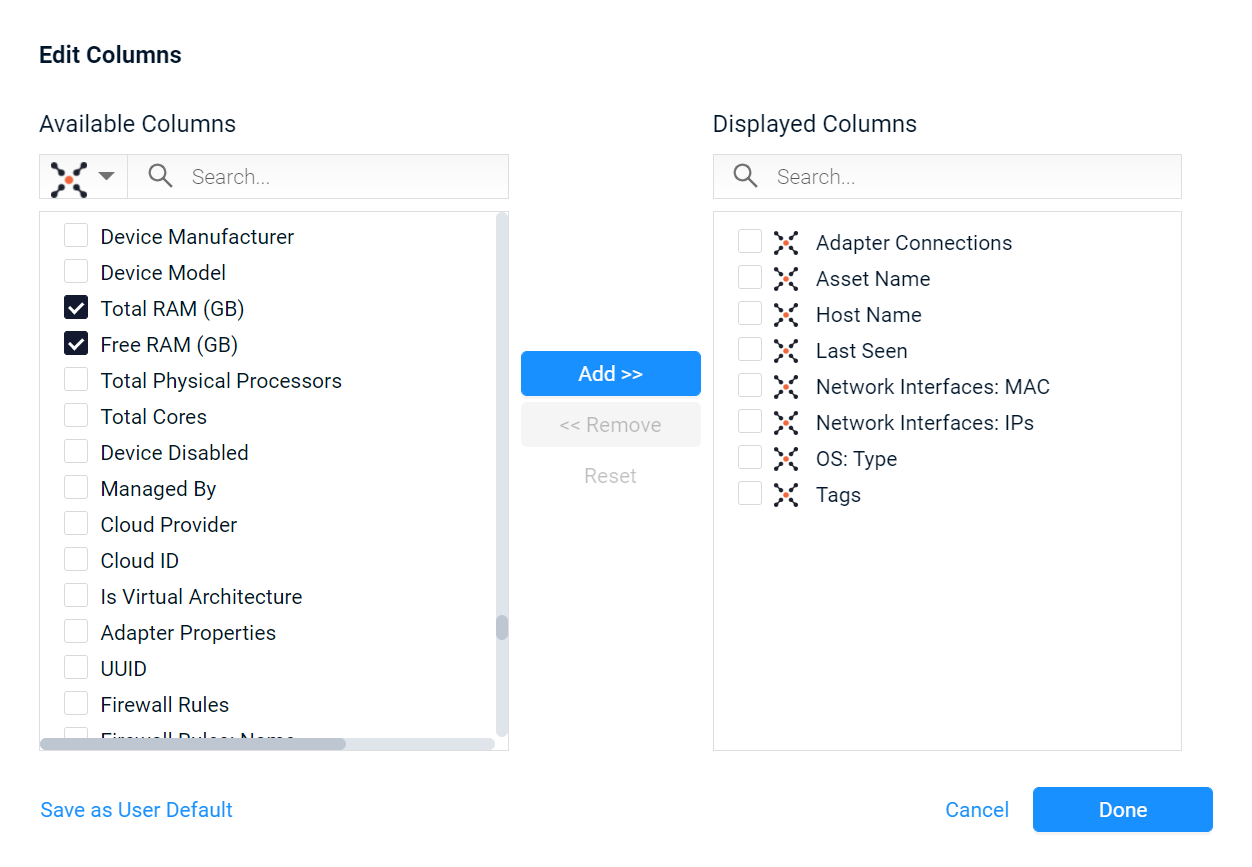 Edit Columns
Available Columns
Search...
Device Manufacturer
Device Model
Total RAM (GB)
Free RAM (GB)
Total Physical Processors
Total Cores
Device Disabled
Managed By
Cloud Provider
Cloud ID
Is Virtual Architecture
Adapter Properties
UUID
Firewall Rules
Firewall Rules: Name
Add >>
<< Remove
Reset
Displayed Columns
Search...
Adapter Connections
Asset Name
Host Name
Last Seen
Network Interfaces: MAC
Network Interfaces: IPs
OS: Type
Tags
Save as User Default
Cancel
Done